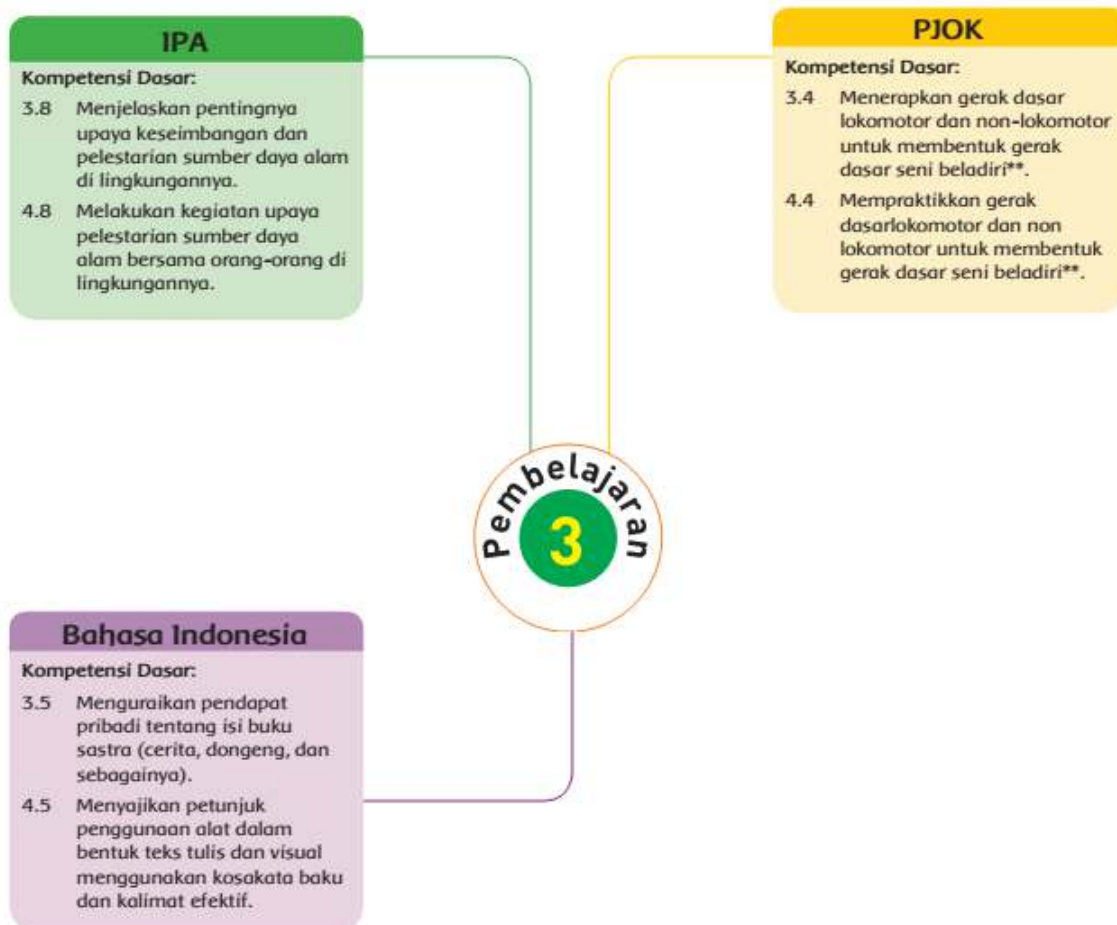 IPA
Kompetensi Dasar:
3.8 Menjelaskan pentingnya
upaya keseimbangan dan
pelestarian sumber daya alam
di lingkungannya.
4.8 Melakukan kegiatan upaya
pelestarian sumber daya
alam bersama orang-orang di
lingkungannya.
PJOK
Kompetensi Dasar:
3.4 Menerapkan gerak dasar
lokomotor dan non-lokomotor
untuk membentuk gerak
dasar seni beladiri**.
4.4 Mempraktikkan gerak
dasarlokomotor dan non
lokomotor untuk membentuk
gerak dasar seni beladiri**.
Pembelajaran
3
Bahasa Indonesia
Kompetensi Dasar:
3.5 Menguraikan pendapat
pribadi tentang isi buku
sastra (cerita, dongeng, dan
sebagainya).
4.5 Menyajikan petunjuk
penggunaan alat dalam
bentuk teks tulis dan visual
menggunakan kosakata baku
dan kalimat efektif.